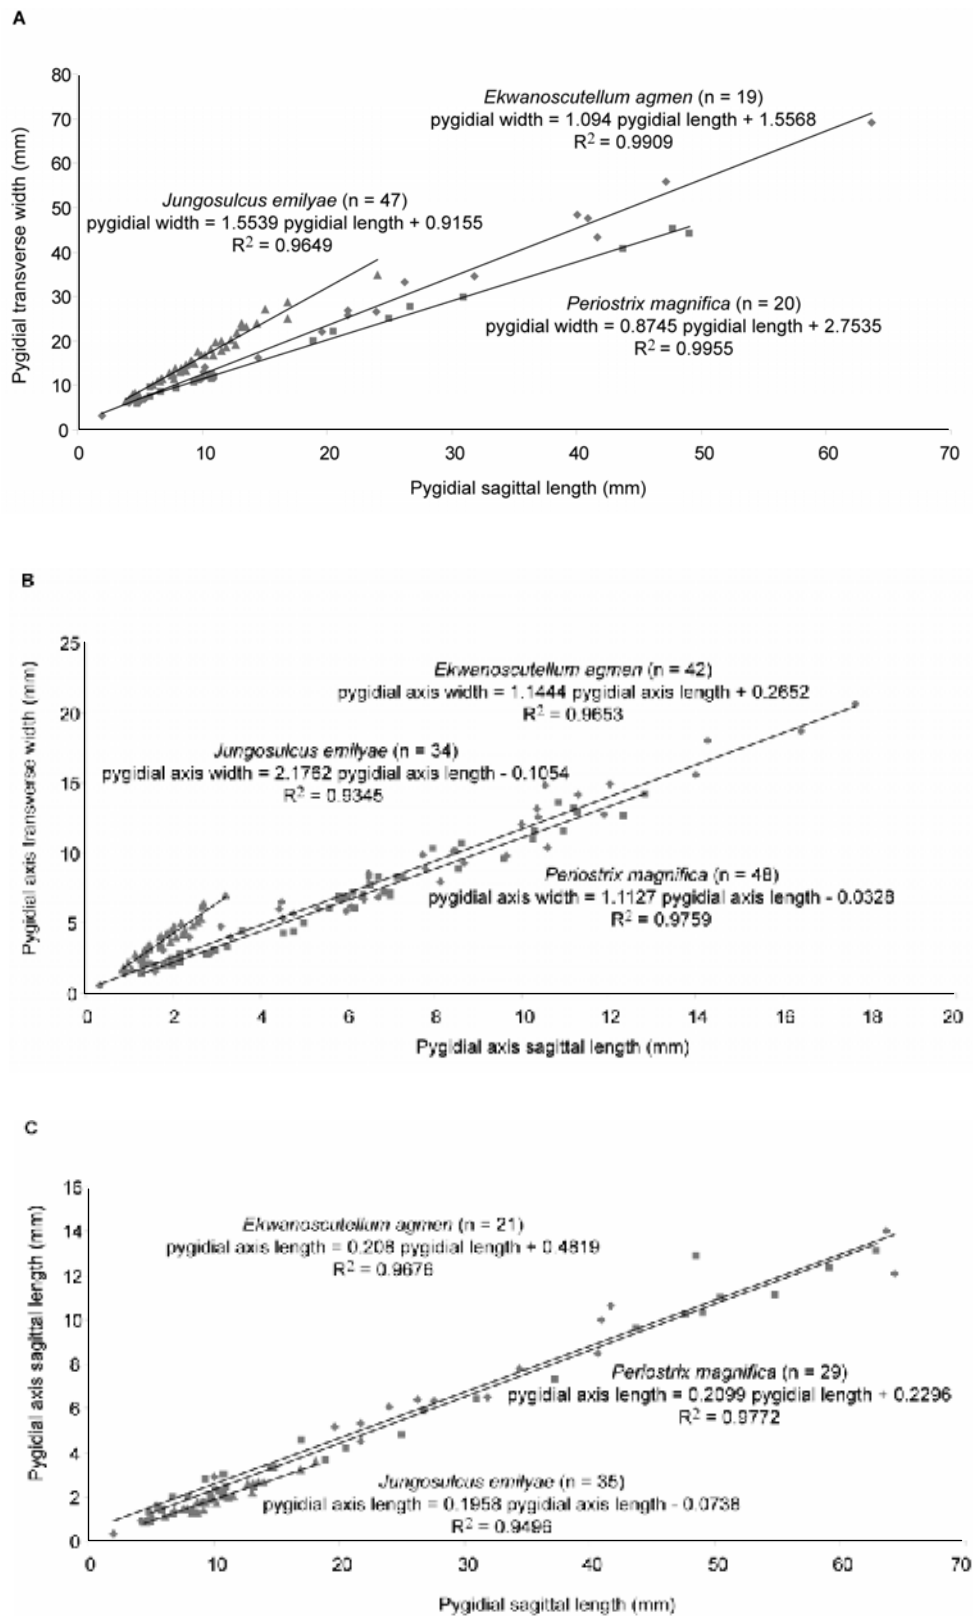 A
80
70
60
50
40
30
20
10
0
Pygidial transverse width (mm)
Ekwanoscutellum agmen (n = 19)
pygidial width = 1.094 pygidial length + 1.5568
R2 = 0.9909
Jungosulcus emilyae (n = 47)
pygidial width = 1.5539 pygidial length + 0.9155
R2 = 0.9649
Periostrix magnifica (n = 20)
pygidial width = 0.8745 pygidial length + 2.7535
R2 = 0.9955
0 10 20 30 40 50 60 70
Pygidial sagittal length (mm)
B
25
20
15
10
5
0
Pygidial axis transverse width (mm)
Ekwanoscutellum agmen (n = 42)
pygidial axis width = 1.1444 pygidial axis length + 0.2652
R2 = 0.9653
Jungosulcus emilyae (n = 34)
pygidial axis width = 2.1762 pygidial axis length - 0.1054
R2 = 0.9345
Periostrix magnifica (n = 48)
pygidial axis width = 1.1127 pygidial axis length - 0.0328
R2 = 0.9759
0 2 4 6 8 10 12 14 16 18 20
Pygidial axis sagittal length (mm)
C
16
14
12
10
8
6
4
2
0
Pygidial axis sagittal length (mm)
Ekwanoscutellum agmen (n = 21)
pygidial axis length = 0.208 pygidial length + 0.4819
R2 = 0.9676
Periostrix magnifica (n = 29)
pygidial axis length = 0.2099 pygidial length + 0.2296
R2 = 0.9772
Jungosulcus emilyae (n = 35)
pygidial axis length = 0.1958 pygidial axis length - 0.0738
R2 = 0.9496
0 10 20 30 40 50 60 70
Pygidial sagittal length (mm)